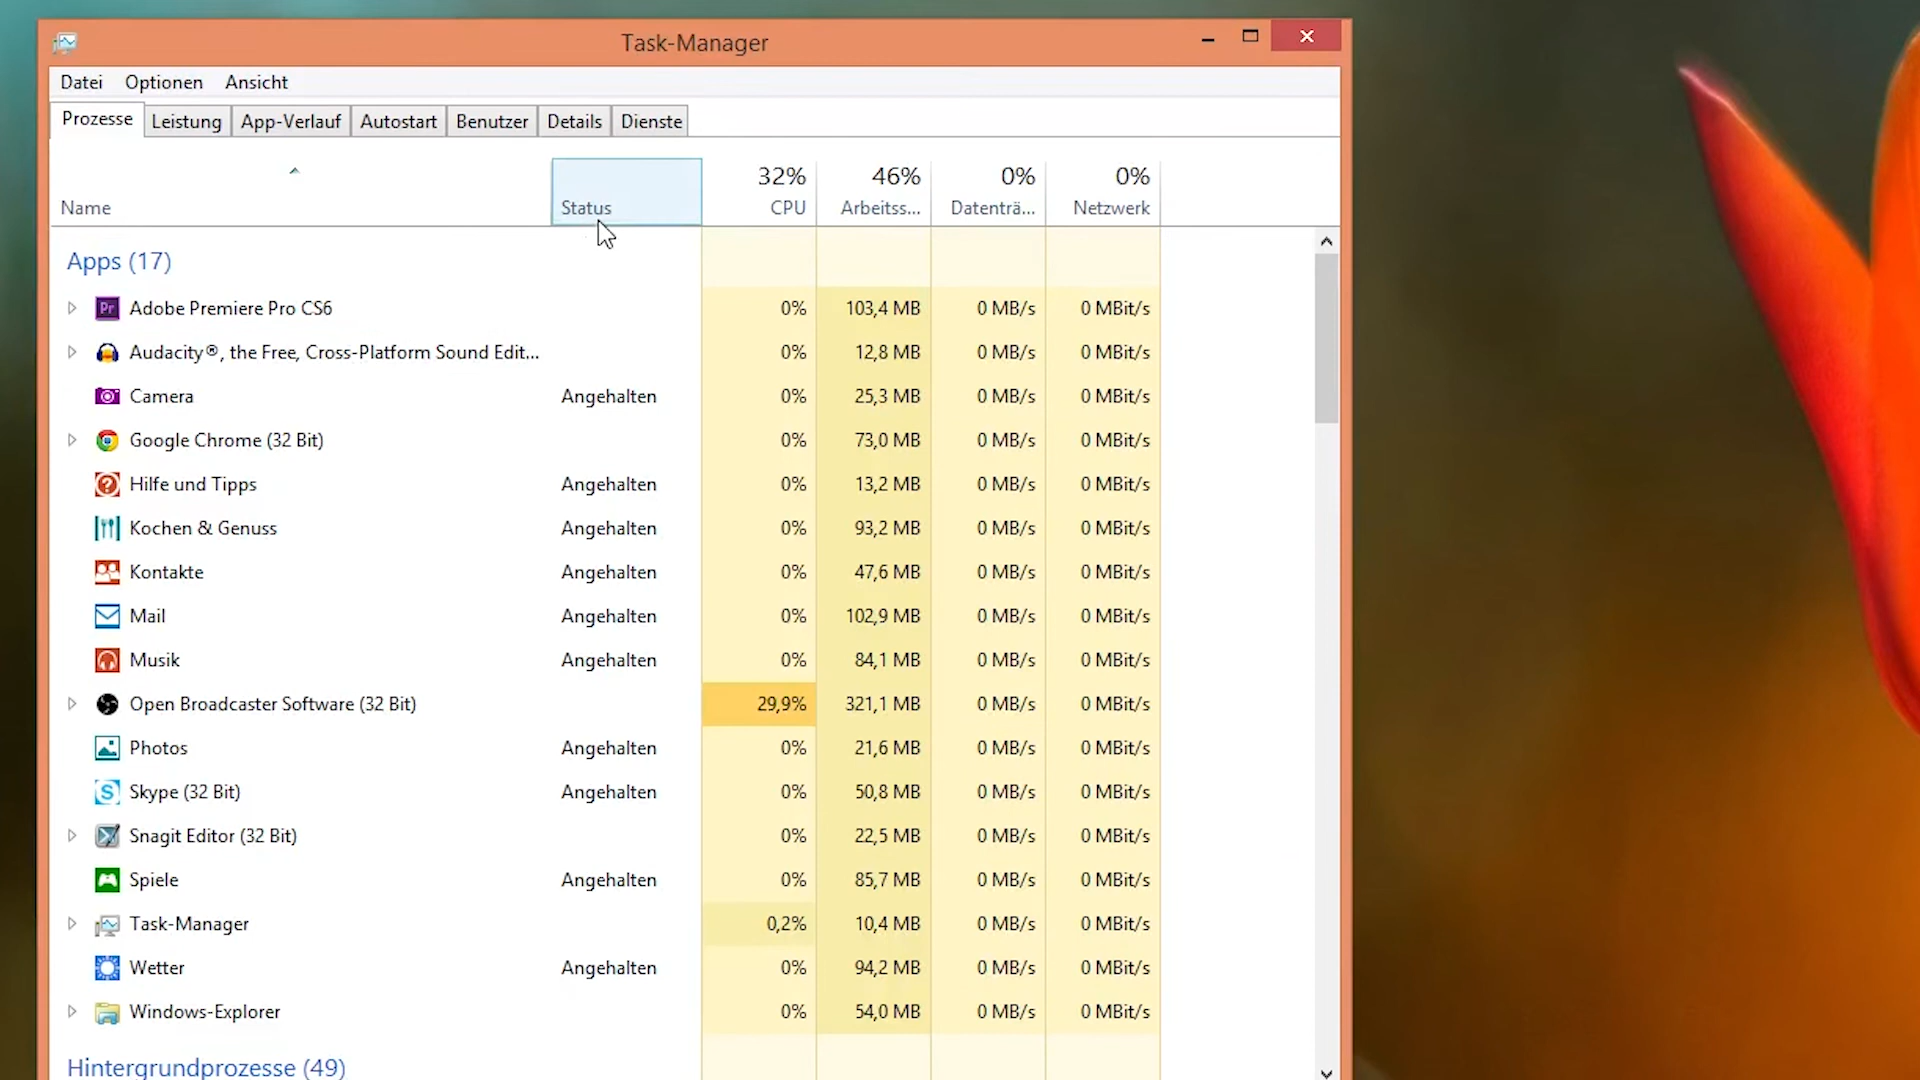 Task-Manager
Datei Optionen Ansicht
Prozesse Leistung App-Verlauf Autostart Benutzer Details Dienste
32% 46% 0% 0%
Name Status CPU Arbeitss... Datenträ... Netzwerk
Apps (17)
Pr Adobe Premiere Pro CS6 0% 103,4 MB 0 MB/s 0 MBit/s
Audacity®, the Free, Cross-Platform Sound Edit... 0% 12,8 MB 0 MB/s 0 MBit/s
Camera Angehalten 0% 25,3 MB 0 MB/s 0 MBit/s
Google Chrome (32 Bit) 0% 73,0 MB 0 MB/s 0 MBit/s
Hilfe und Tipps Angehalten 0% 13,2 MB 0 MB/s 0 MBit/s
Kochen & Genuss Angehalten 0% 93,2 MB 0 MB/s 0 MBit/s
Kontakte Angehalten 0% 47,6 MB 0 MB/s 0 MBit/s
Mail Angehalten 0% 102,9 MB 0 MB/s 0 MBit/s
Musik Angehalten 0% 84,1 MB 0 MB/s 0 MBit/s
Open Broadcaster Software (32 Bit) 29,9% 321,1 MB 0 MB/s 0 MBit/s
Photos Angehalten 0% 21,6 MB 0 MB/s 0 MBit/s
Skype (32 Bit) Angehalten 0% 50,8 MB 0 MB/s 0 MBit/s
Snagit Editor (32 Bit) 0% 22,5 MB 0 MB/s 0 MBit/s
Spiele Angehalten 0% 85,7 MB 0 MB/s 0 MBit/s
Task-Manager 0,2% 10,4 MB 0 MB/s 0 MBit/s
Wetter Angehalten 0% 94,2 MB 0 MB/s 0 MBit/s
Windows-Explorer 0% 54,0 MB 0 MB/s 0 MBit/s
Hintergrundprozesse (49)